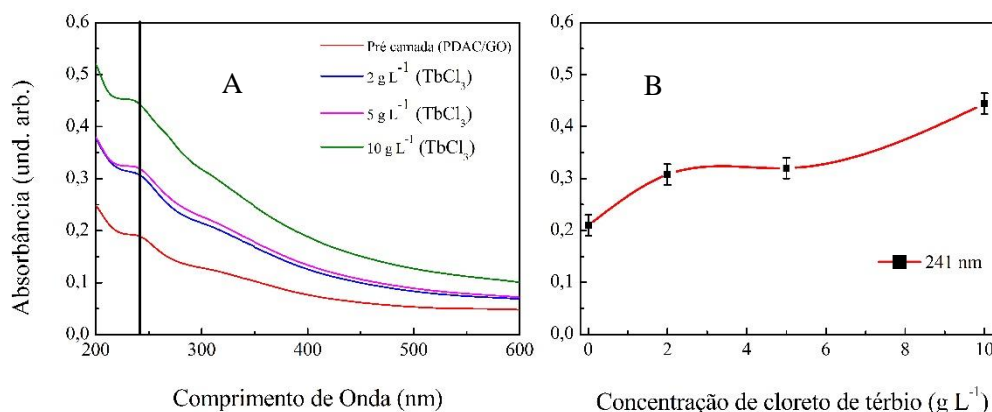 0,6
0,5
0,4
0,3
0,2
0,1
0,0
200
300
400
500
600
Absorbância (und. arb.)
Comprimento de Onda (nm)
A
Pré camada (PDAC/GO)
2 g L⁻¹ (TbCl₃)
5 g L⁻¹ (TbCl₃)
10 g L⁻¹ (TbCl₃)
0,6
0,5
0,4
0,3
0,2
0,1
0,0
0
2
4
6
8
10
B
241 nm
Concentração de cloreto de térbio (g L⁻¹)